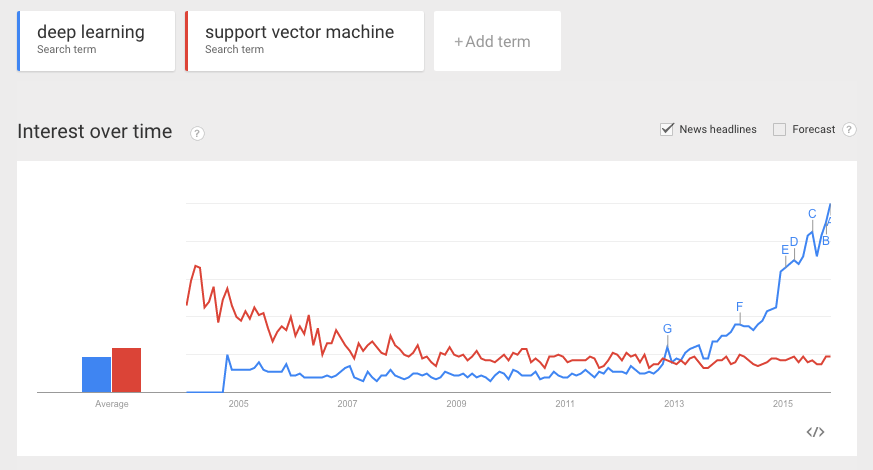 deep learning
Search term
support vector machine
Search term
+Add term
Interest over time
?
News headlines
Forecast
?
C
A
D
B
E
F
G
Average
2005
2007
2009
2011
2013
2015
</>